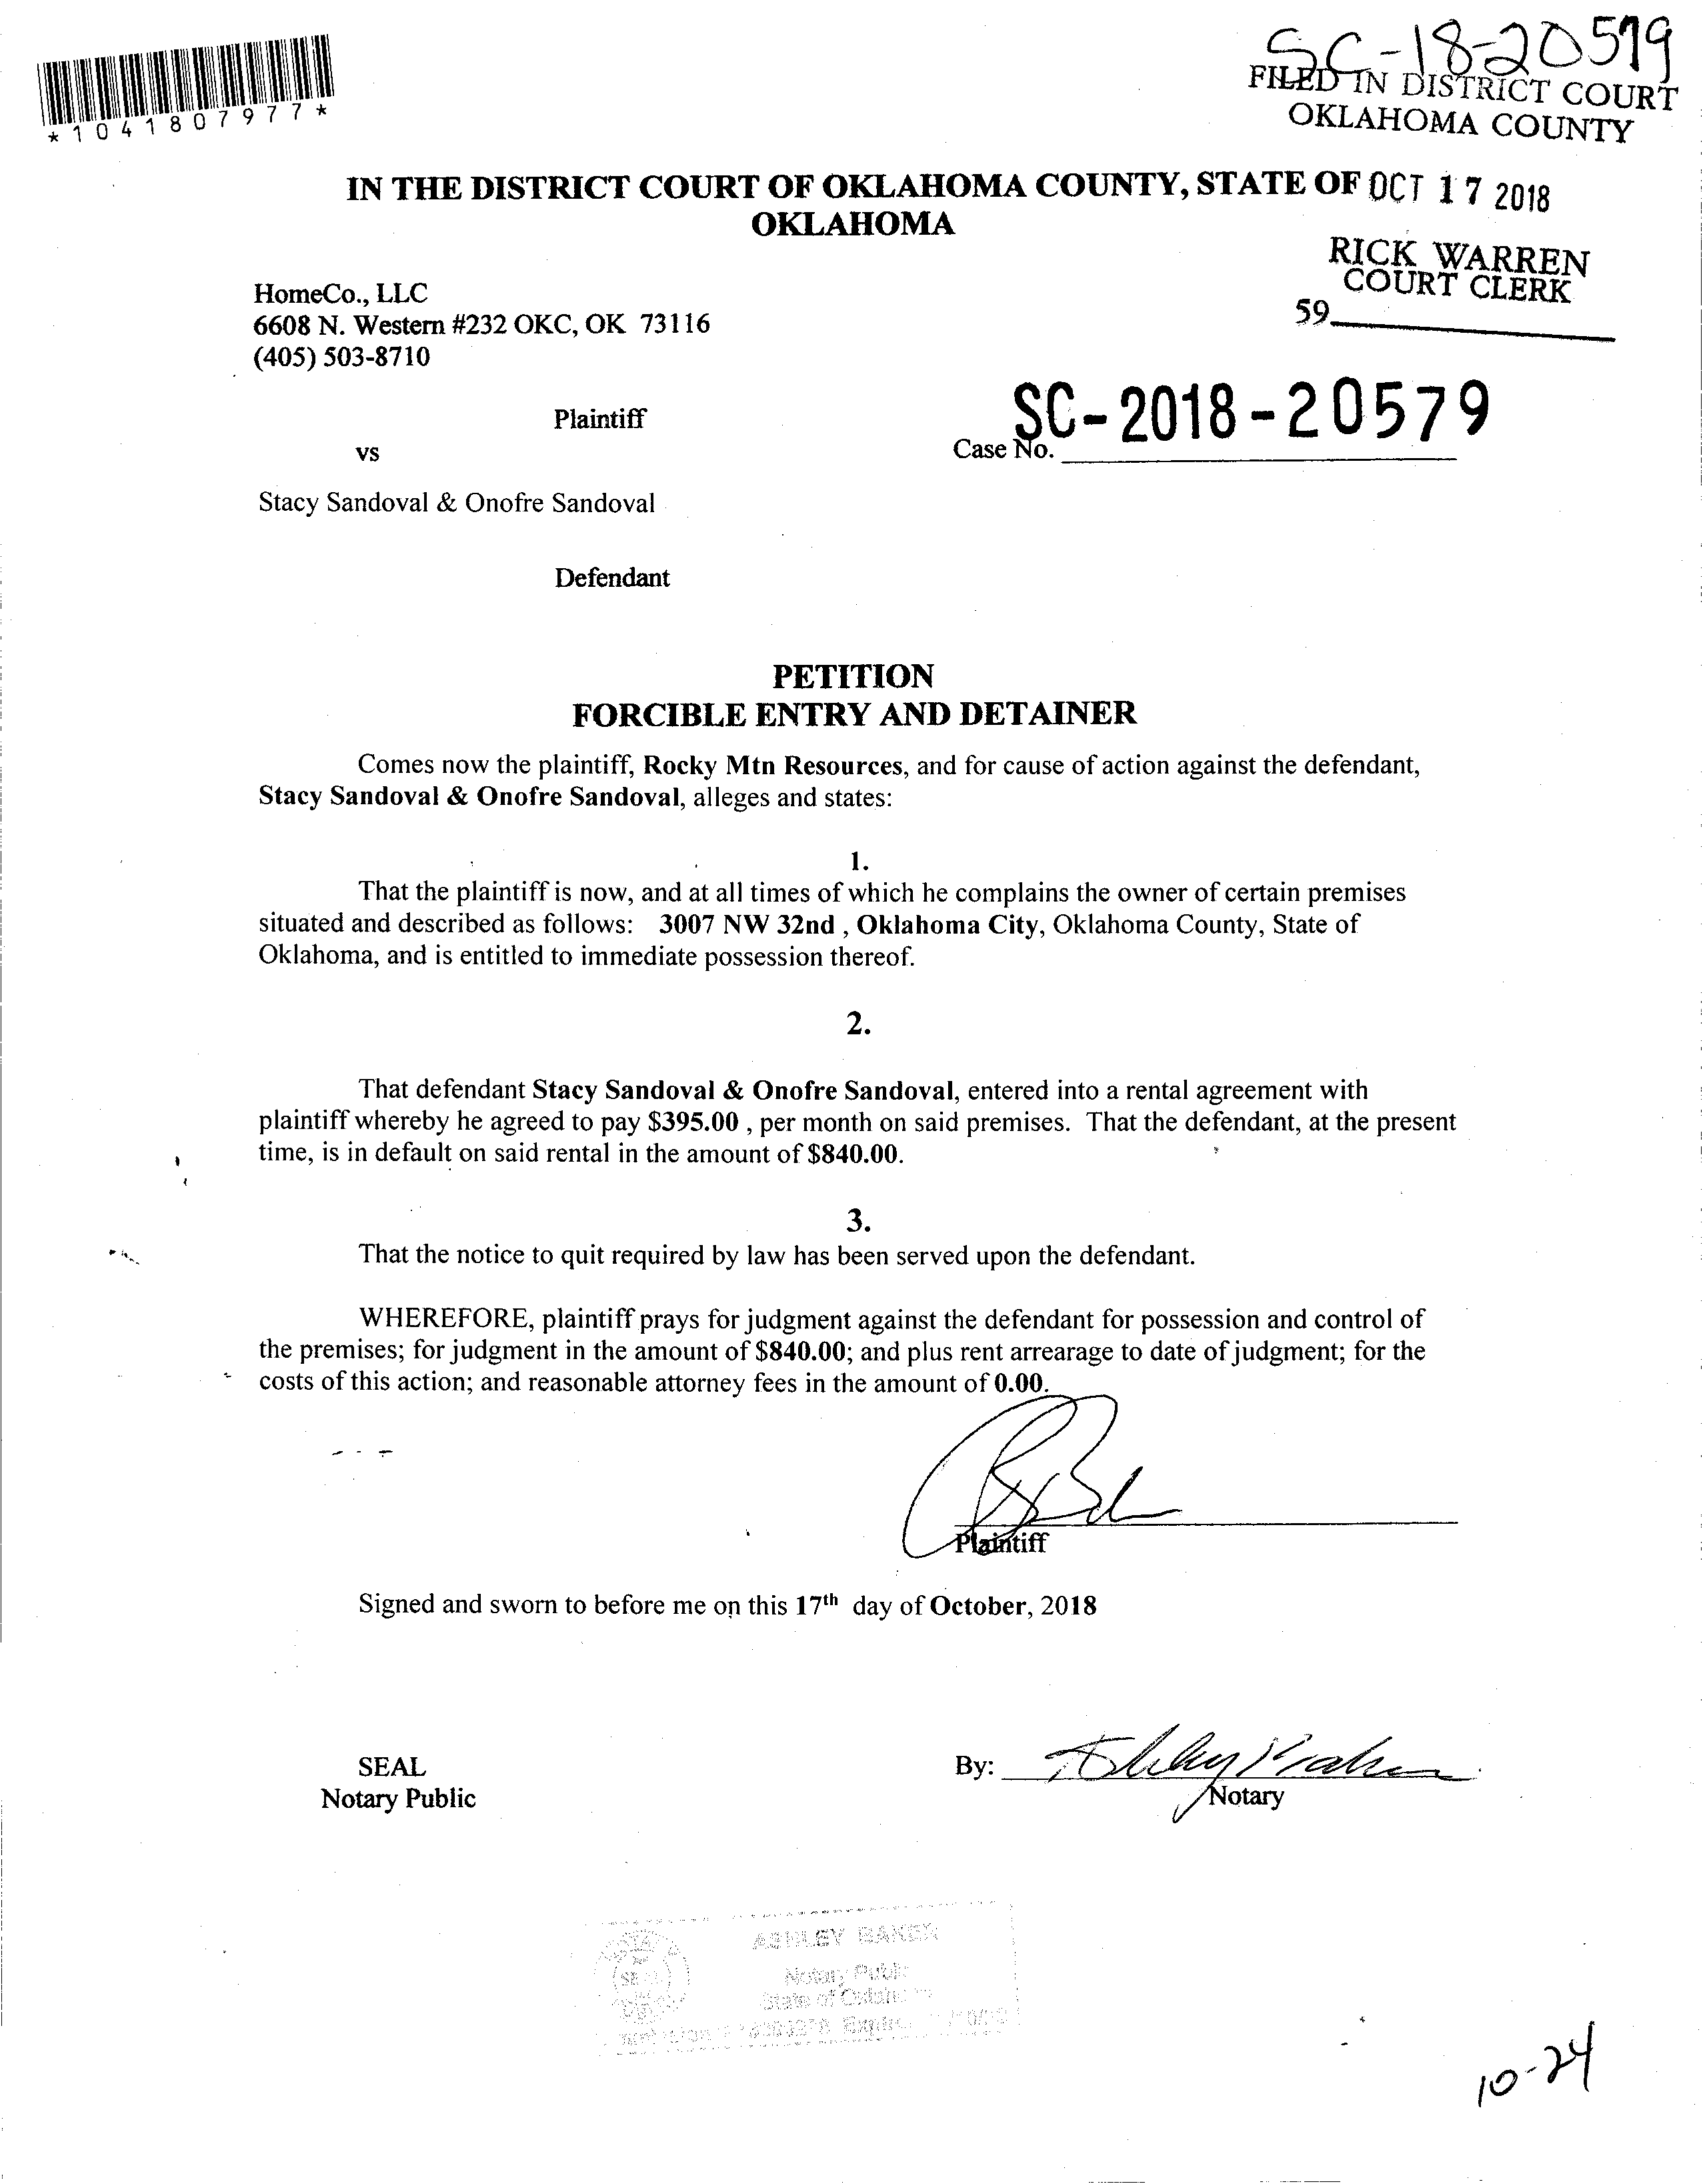 SC-18-20579
FILED IN DISTRICT COURT
OKLAHOMA COUNTY
*1041807977*
IN THE DISTRICT COURT OF OKLAHOMA COUNTY, STATE OF OCT 17 2018
OKLAHOMA
RICK WARREN
COURT CLERK
59
HomeCo., LLC
6608 N. Western #232 OKC, OK 73116
(405) 503-8710
Plaintiff
SC-2018-20579
Case No.
vs
Stacy Sandoval & Onofre Sandoval
Defendant
PETITION
FORCIBLE ENTRY AND DETAINER
Comes now the plaintiff, Rocky Mtn Resources, and for cause of action against the defendant,
Stacy Sandoval & Onofre Sandoval, alleges and states:
1.
That the plaintiff is now, and at all times of which he complains the owner of certain premises
situated and described as follows: 3007 NW 32nd , Oklahoma City, Oklahoma County, State of
Oklahoma, and is entitled to immediate possession thereof.
2.
That defendant Stacy Sandoval & Onofre Sandoval, entered into a rental agreement with
plaintiff whereby he agreed to pay $395.00 , per month on said premises. That the defendant, at the present
time, is in default on said rental in the amount of $840.00.
3.
That the notice to quit required by law has been served upon the defendant.
WHEREFORE, plaintiff prays for judgment against the defendant for possession and control of
the premises; for judgment in the amount of $840.00; and plus rent arrearage to date of judgment; for the
costs of this action; and reasonable attorney fees in the amount of 0.00.
Plaintiff
Signed and sworn to before me on this 17th day of October, 2018
SEAL
By:
Notary Public
Notary
ASHLEY BAKER
Notary Public
State of Oklahoma
10-24